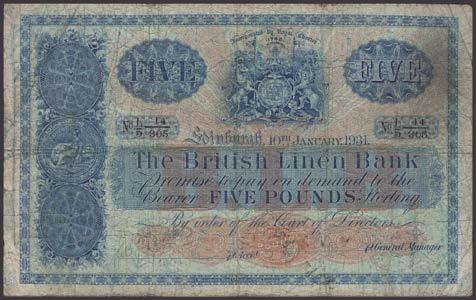 Incorporated by Royal Charter
1746
FIVE FIVE
Edinburgh, 10TH JANUARY, 1931.
The British Linen Bank
Promise to pay on demand to the
Bearer FIVE POUNDS Sterling
By order of the Court of Directors
General Manager